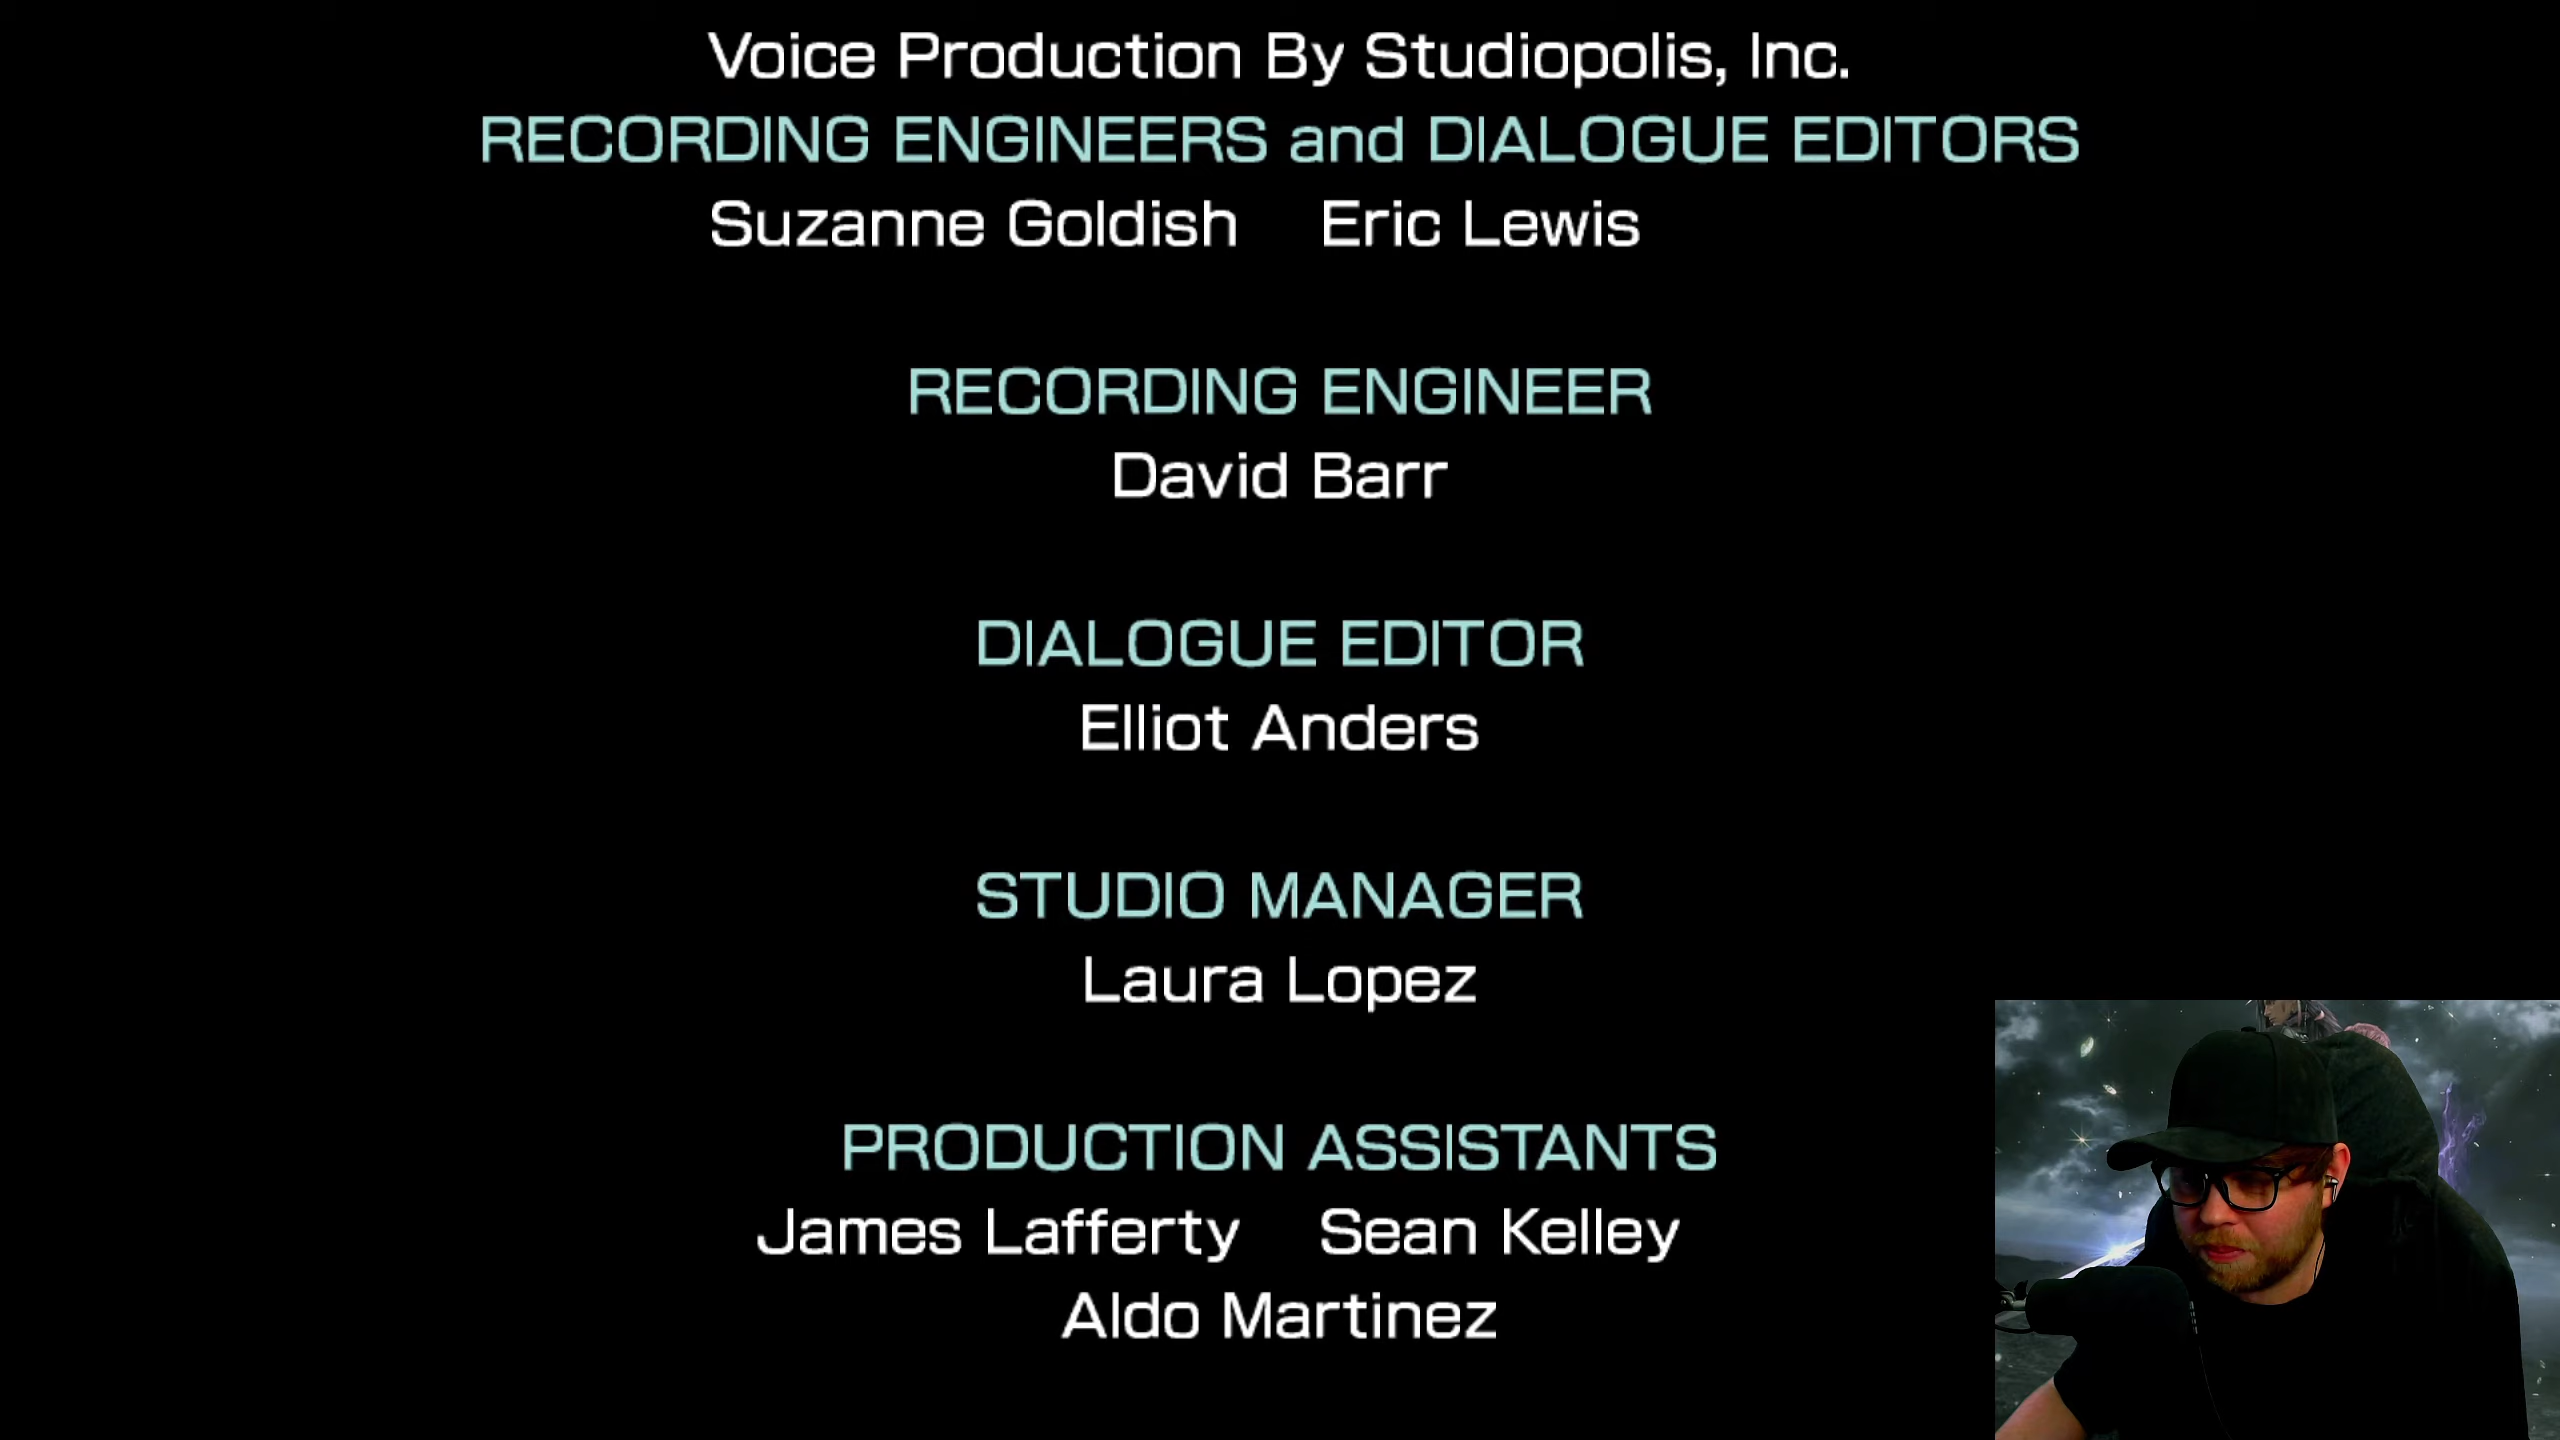 Voice Production By Studiopolis, Inc.
RECORDING ENGINEERS and DIALOGUE EDITORS
Suzanne Goldish Eric Lewis
RECORDING ENGINEER
David Barr
DIALOGUE EDITOR
Elliot Anders
STUDIO MANAGER
Laura Lopez
PRODUCTION ASSISTANTS
James Lafferty Sean Kelley
Aldo Martinez